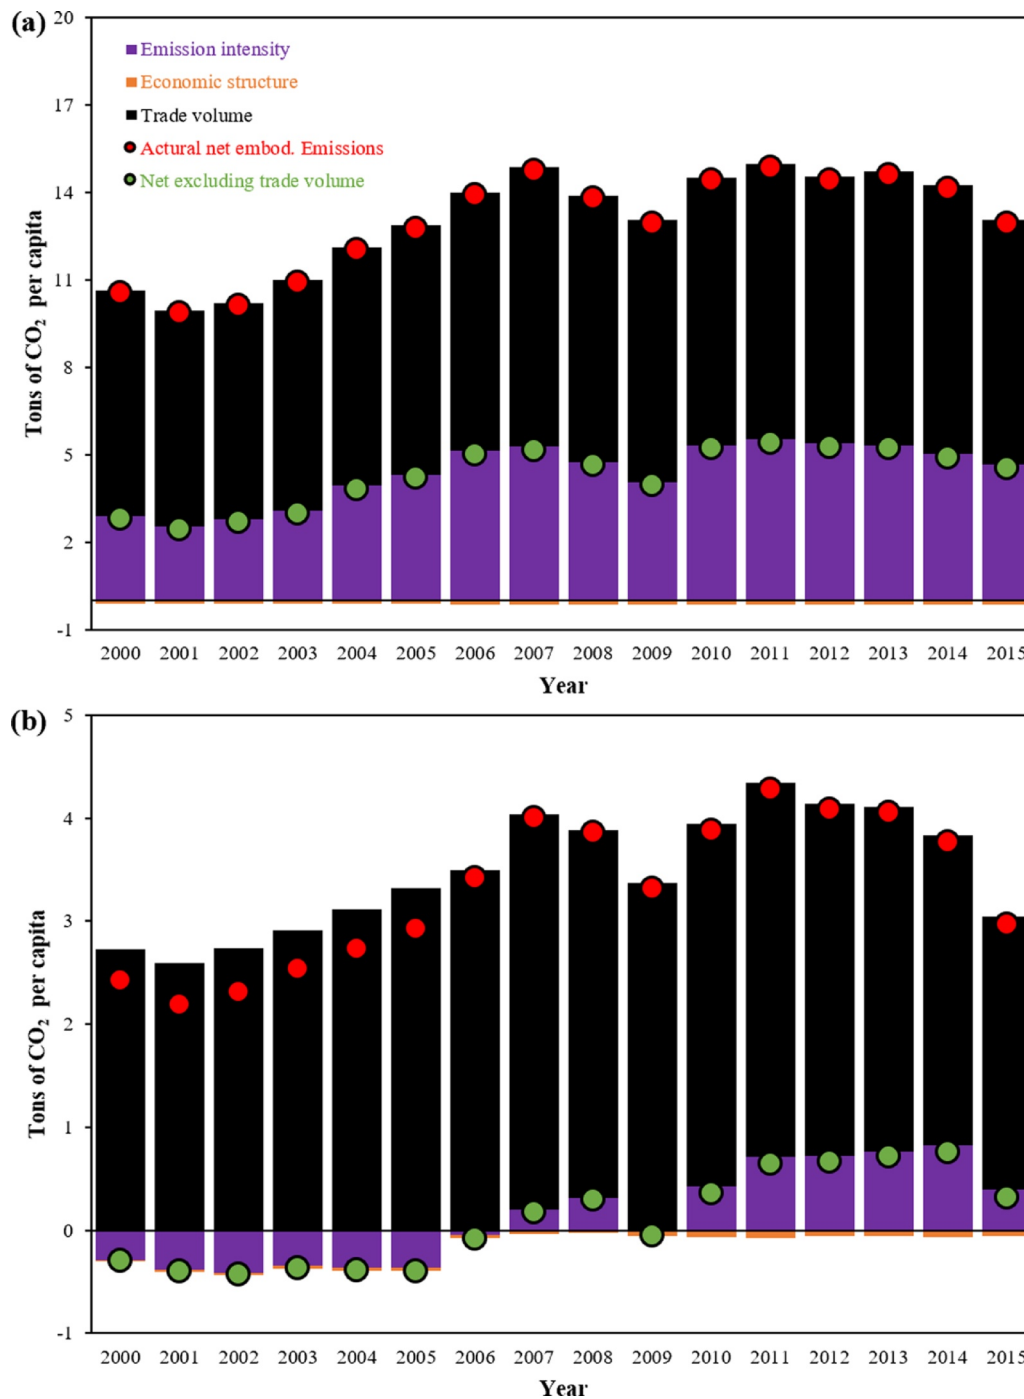 (a)
20
17
14
11
8
5
2
-1
Tons of CO₂ per capita
Emission intensity
Economic structure
Trade volume
Actural net embod. Emissions
Net excluding trade volume
2000 2001 2002 2003 2004 2005 2006 2007 2008 2009 2010 2011 2012 2013 2014 2015
Year
(b)
5
4
3
2
1
0
-1
Tons of CO₂ per capita
2000 2001 2002 2003 2004 2005 2006 2007 2008 2009 2010 2011 2012 2013 2014 2015
Year